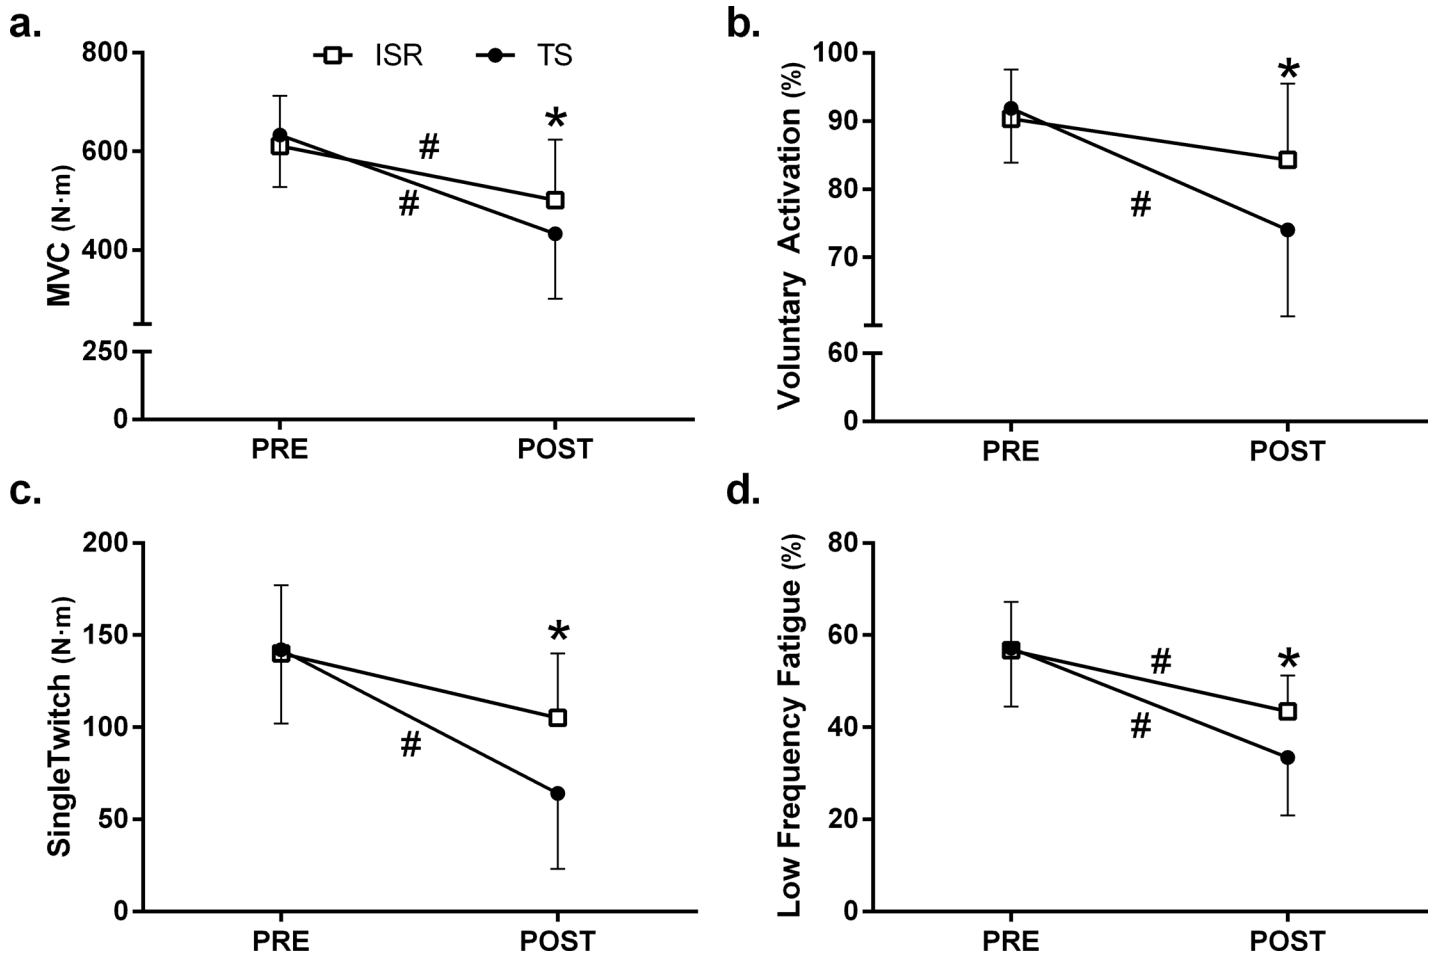 a.
ISR TS
MVC (N·m)
800
600
400
250
0
#
#
*
PRE POST
b.
Voluntary Activation (%)
100
90
80
70
60
0
#
*
PRE POST
c.
SingleTwitch (N·m)
200
150
100
50
0
#
*
PRE POST
d.
Low Frequency Fatigue (%)
80
60
40
20
0
#
#
*
PRE POST